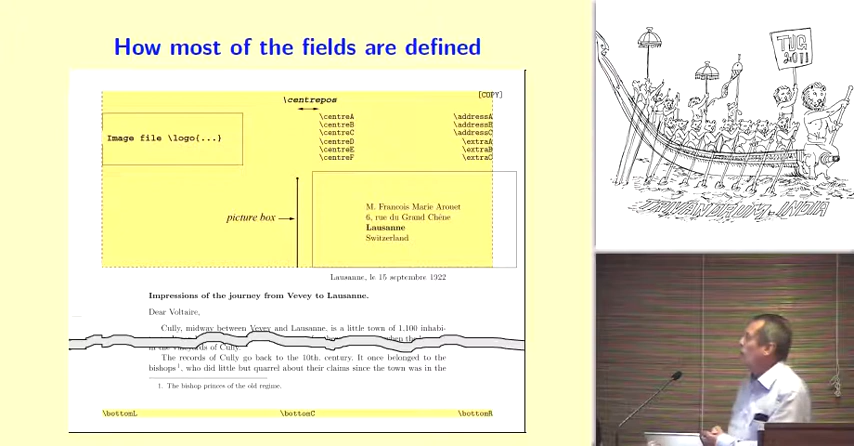 How most of the fields are defined
[COPY]
\centrepos
Image file \logo{...}
\centreA
\centreB
\centreC
\centreD
\centreE
\centreF
\addressA
\addressB
\addressC
\extraA
\extraB
\extraC
picture box
M. Francois Marie Arouet
6, rue du Grand Chêne
Lausanne
Switzerland
Lausanne, le 15 septembre 1922
Impressions of the journey from Vevey to Lausanne.
Dear Voltaire,
Cully, midway between Vevey and Lausanne, is a little town of 1,100 inhabi-
of Cully
The records of Cully go back to the 10th. century. It once belonged to the
bishops¹, who did little but quarrel about their claims since the town was in the
1. The bishop princes of the old regime.
\bottomL
\bottomC
\bottomR
TUG
2011
TRIVANDRUM - INDIA